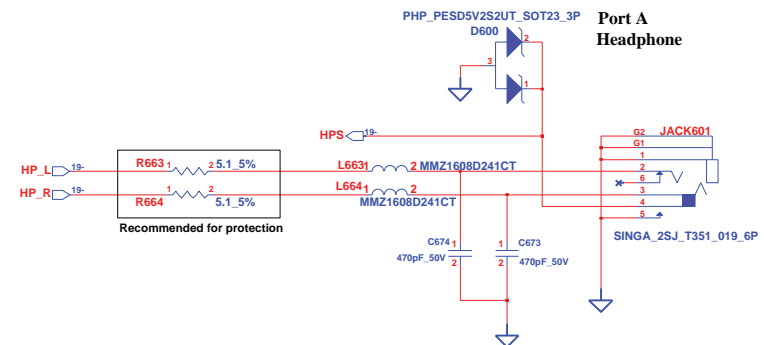 PHP_PESD5V2S2UT_SOT23_3P
Port A
D600
Headphone
2
3
1
HPS
19-
G2
JACK601
G1
1
HP_L
19-
R663
1
2
5.1_5%
L663
1
2
MMZ1608D241CT
2
6
HP_R
19-
1
2
R664
5.1_5%
L664
1
2
MMZ1608D241CT
3
4
5
Recommended for protection
SINGA_2SJ_T351_019_6P
C674
1
470pF_50V
2
1
C673
2
470pF_50V